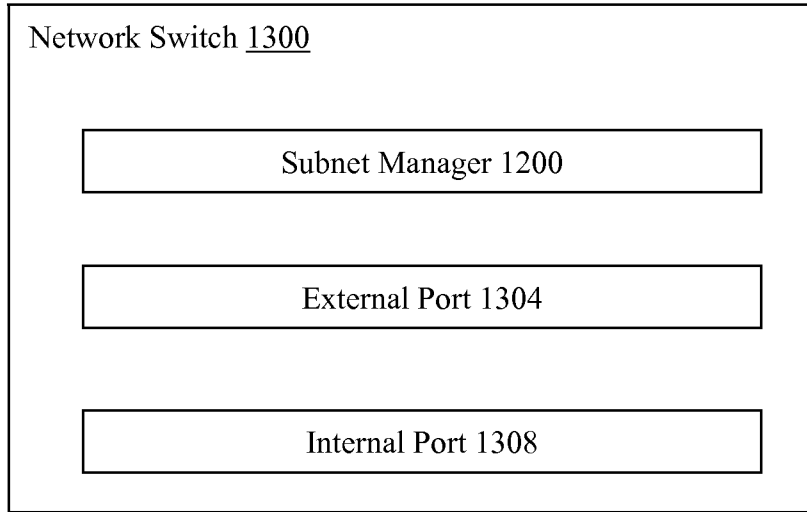 Network Switch 1300
Subnet Manager 1200
External Port 1304
Internal Port 1308